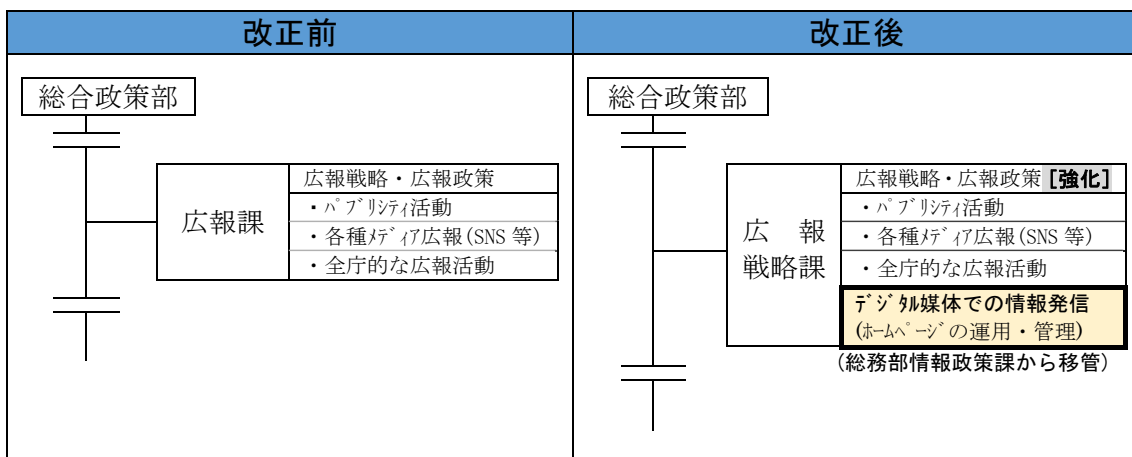 改正前
総合政策部
広報課
広報戦略・広報政策
・ﾊﾟﾌﾞﾘｼﾃｨ活動
・各種ﾒﾃﾞｨｱ広報(SNS 等)
・全庁的な広報活動
改正後
総合政策部
広　報
戦略課
広報戦略・広報政策 [強化]
・ﾊﾟﾌﾞﾘｼﾃｨ活動
・各種ﾒﾃﾞｨｱ広報(SNS 等)
・全庁的な広報活動
ﾃﾞｼﾞﾀﾙ媒体での情報発信
(ﾎｰﾑﾍﾟｰｼﾞの運用・管理)
(総務部情報政策課から移管)